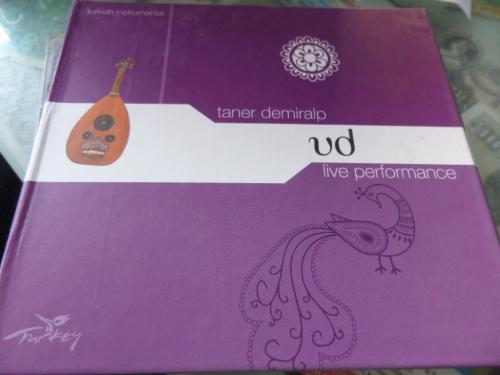 turkish instrumental
taner demiralp
ud
live performance
Turkey